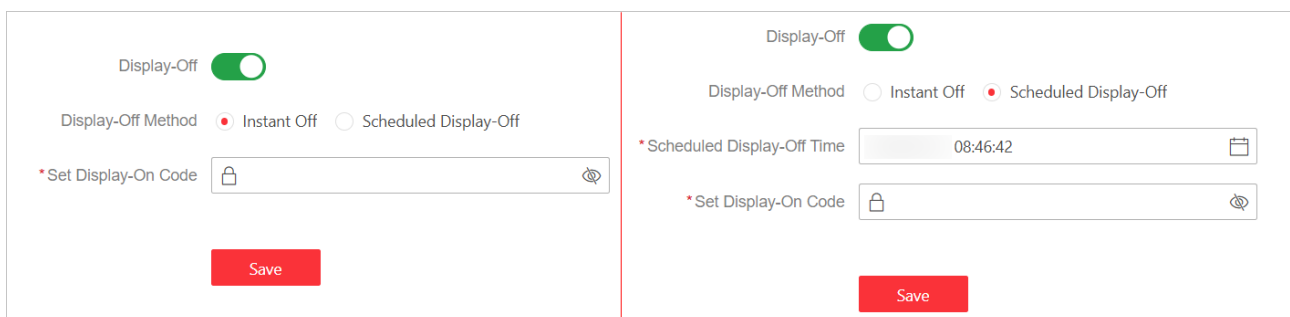 Display-Off
Display-Off Method Instant Off Scheduled Display-Off
*Set Display-On Code
Save
Display-Off
Display-Off Method Instant Off Scheduled Display-Off
*Scheduled Display-Off Time 08:46:42
*Set Display-On Code
Save